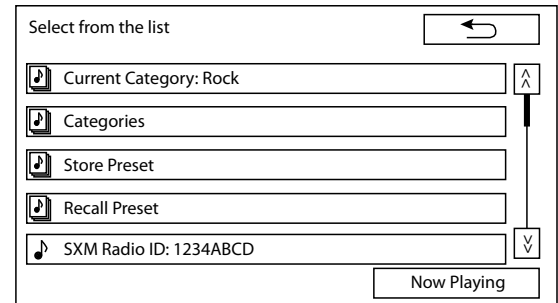 Select from the list
Current Category: Rock
Categories
Store Preset
Recall Preset
SXM Radio ID: 1234ABCD
Now Playing